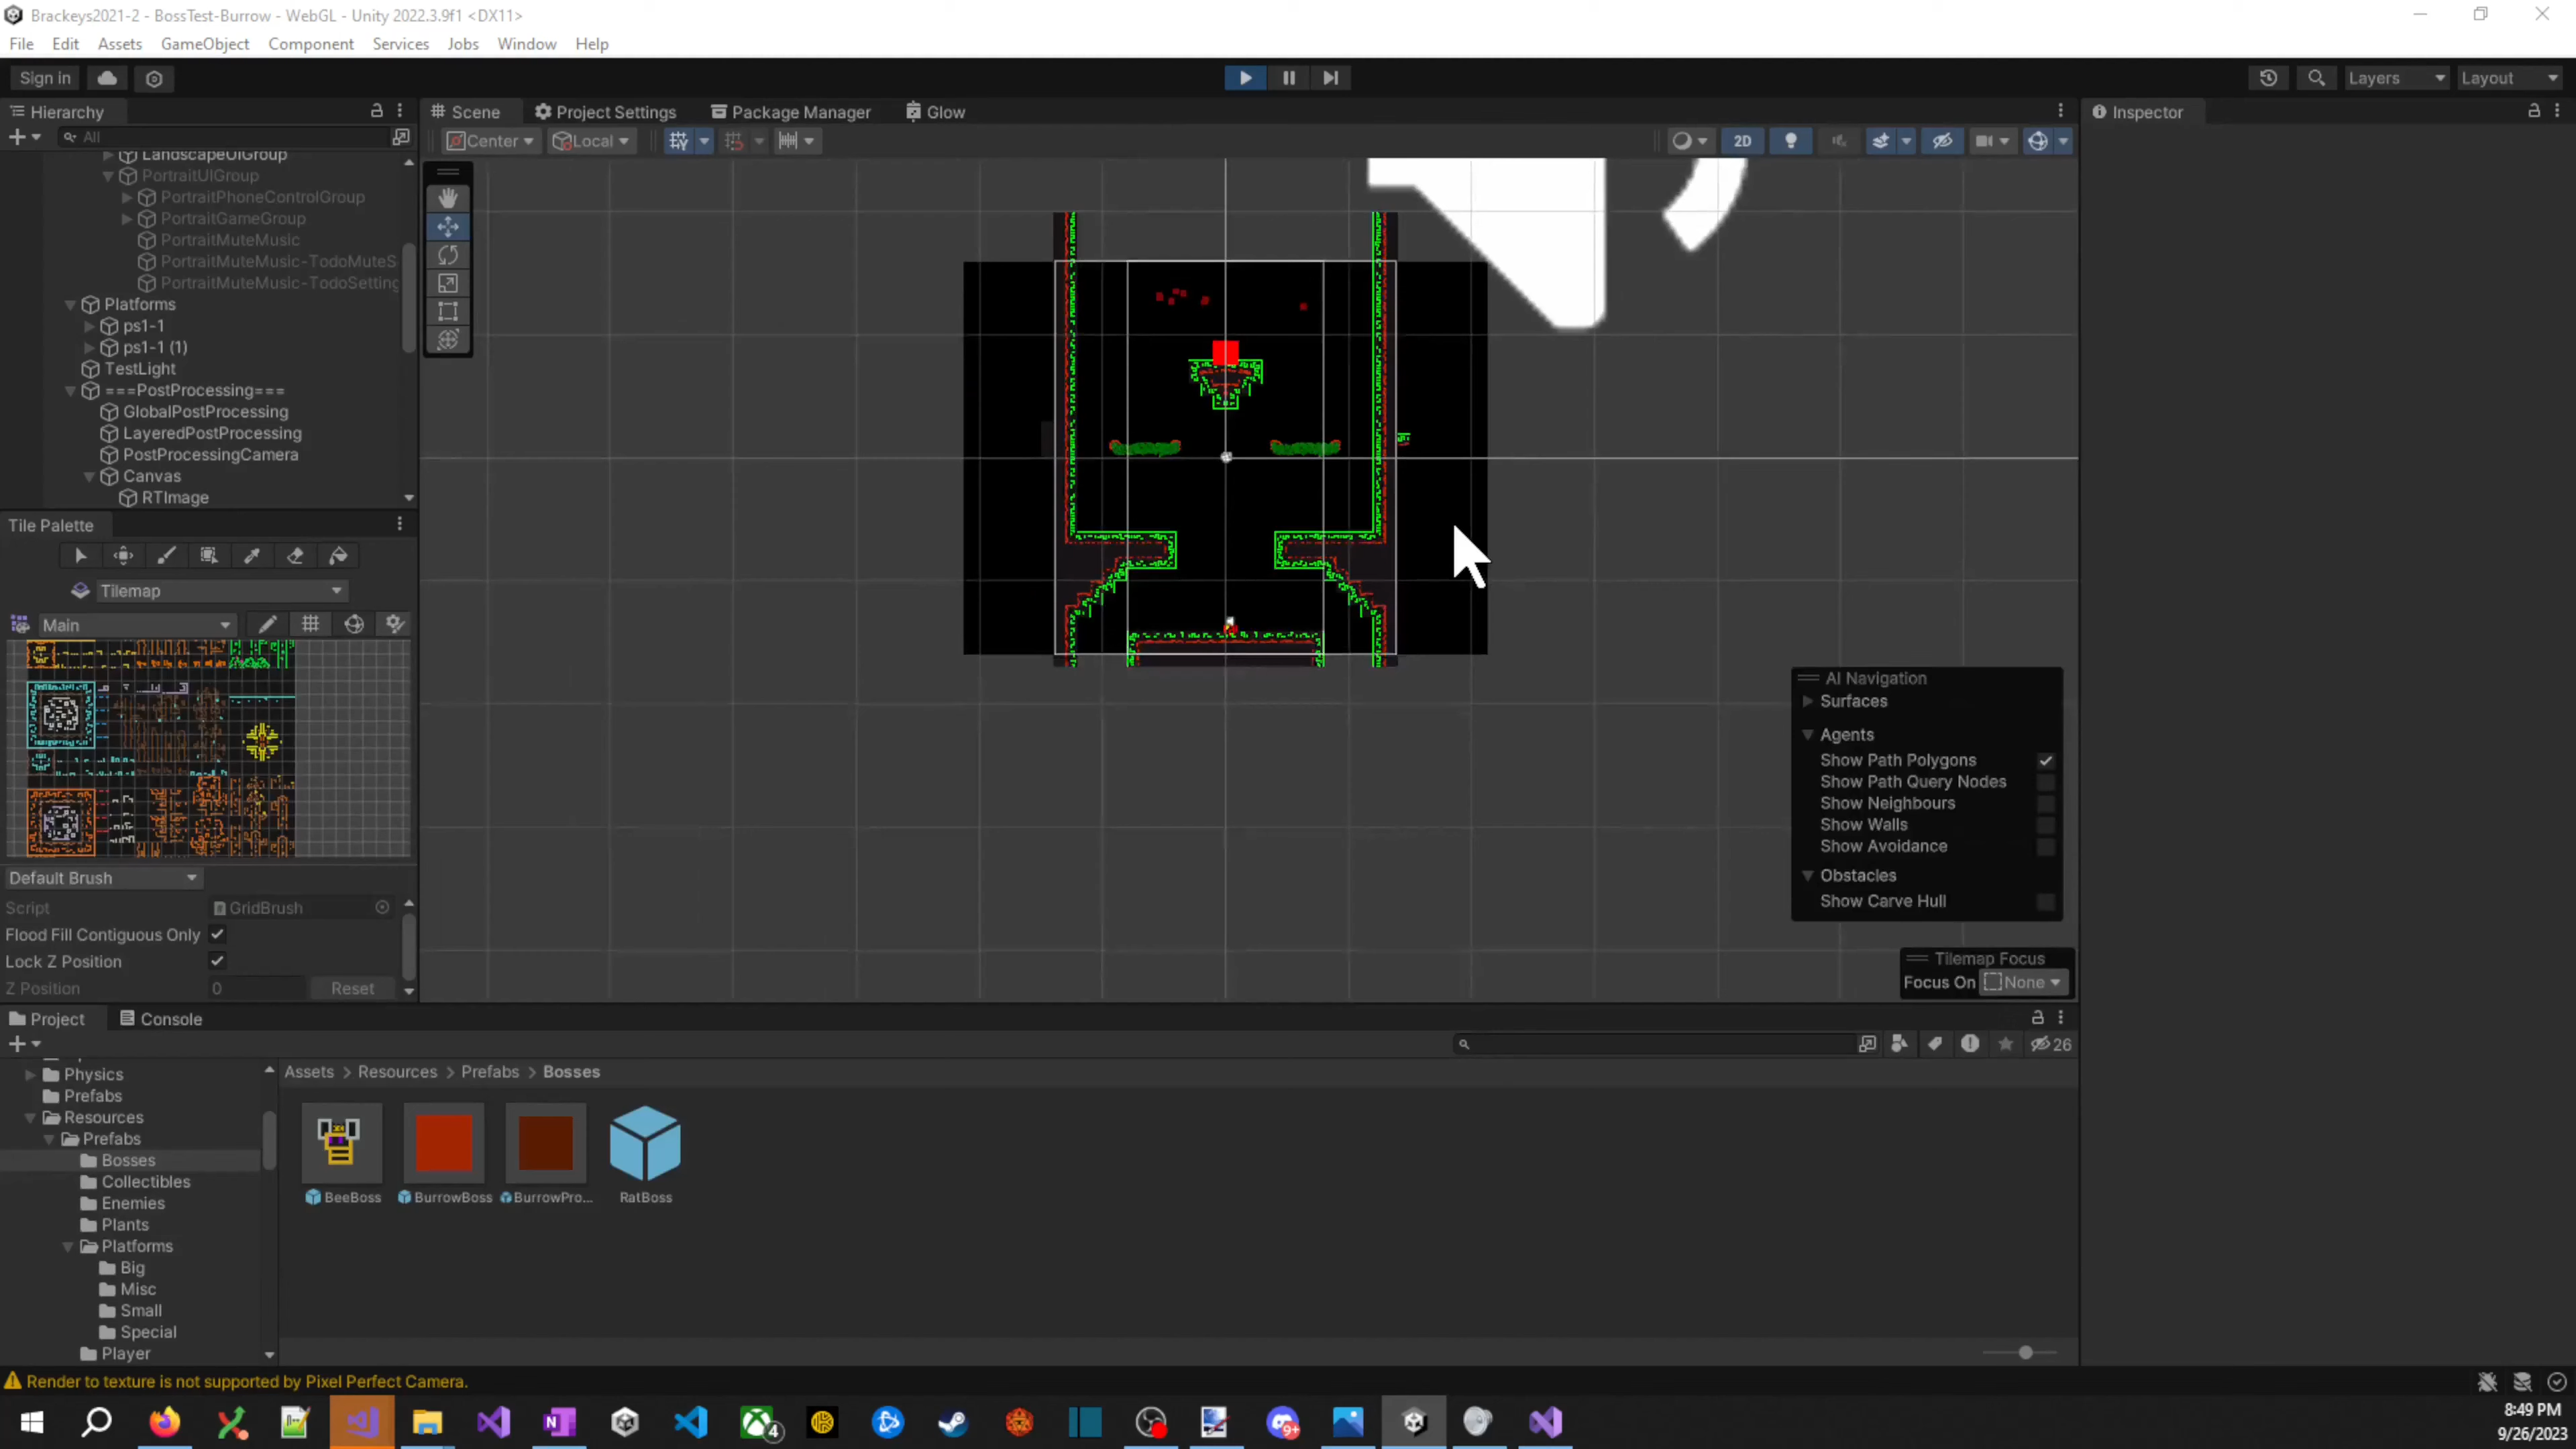 Brackeys2021-2 - BossTest-Burrow - WebGL - Unity 2022.3.9f1 <DX11>
File Edit Assets GameObject Component Services Jobs Window Help
Sign in
Layers
Layout
Hierarchy
All
LandscapeUIGroup
PortraitUIGroup
PortraitPhoneControlGroup
PortraitGameGroup
PortraitMuteMusic
PortraitMuteMusic-TodoMuteS
PortraitMuteMusic-TodoSetting
Platforms
ps1-1
ps1-1 (1)
TestLight
===PostProcessing===
GlobalPostProcessing
LayeredPostProcessing
PostProcessingCamera
Canvas
RTImage
Tile Palette
Tilemap
Main
Default Brush
Script GridBrush
Flood Fill Contiguous Only
Lock Z Position
Z Position 0 Reset
Scene Project Settings Package Manager Glow
Center Local
2D
AI Navigation
Surfaces
Agents
Show Path Polygons
Show Path Query Nodes
Show Neighbours
Show Walls
Show Avoidance
Obstacles
Show Carve Hull
Tilemap Focus
Focus On None
Inspector
Project Console
26
Physics
Prefabs
Resources
Prefabs
Bosses
Collectibles
Enemies
Plants
Platforms
Big
Misc
Small
Special
Player
Assets > Resources > Prefabs > Bosses
BeeBoss BurrowBoss BurrowPro... RatBoss
Render to texture is not supported by Pixel Perfect Camera.
N
4
9+
8:49 PM
9/26/2023